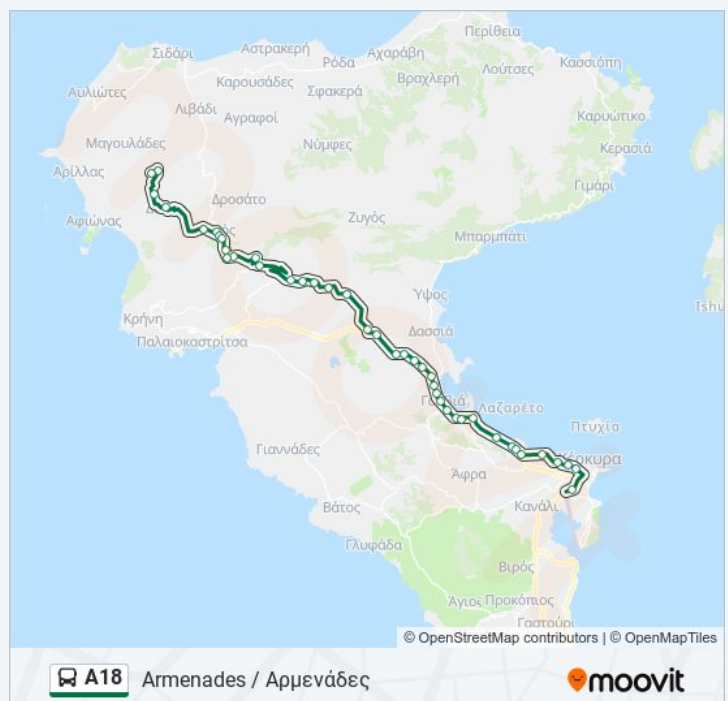 Περίθεια
Σιδάρι
Αστρακερή
Ρόδα
Αχαράβη
Κασσιόπη
Λούτσες
Βραχλερή
Καρουσάδες
Σφακερά
Αυλιώτες
Λιβάδι
Αγραφοί
Καρυώτικο
Νύμφες
Μαγουλάδες
Κερασιά
Αρίλλας
Γιμάρι
Δροσάτο
Ζυγός
Αφιώνας
Μπαρμπάτι
Ύψος
Ishu
Κρήνη
Δασσιά
Παλαιοκαστρίτσα
Λαζαρέτο
Πτυχία
Γιαννάδες
Κέρκυρα
Άφρα
Βάτος
Κανάλι
Γλυφάδα
Βιρός
Άγιος Προκόπιος
Γαστούρι
© OpenStreetMap contributors | © OpenMapTiles
A18 Armenades / Αρμενάδες
moovit